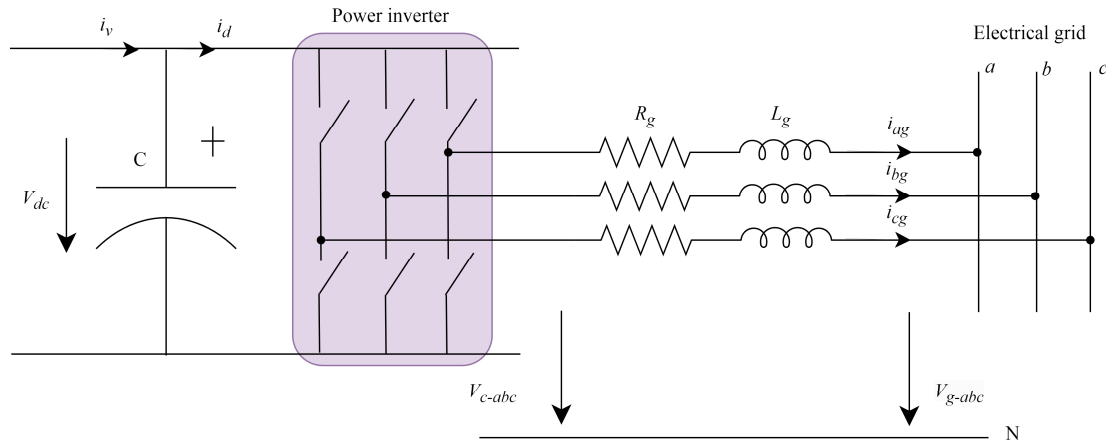 Power inverter
Electrical grid
i_v
i_d
a
b
c
R_g
L_g
i_ag
i_bg
i_cg
+
C
V_dc
V_c-abc
V_g-abc
N